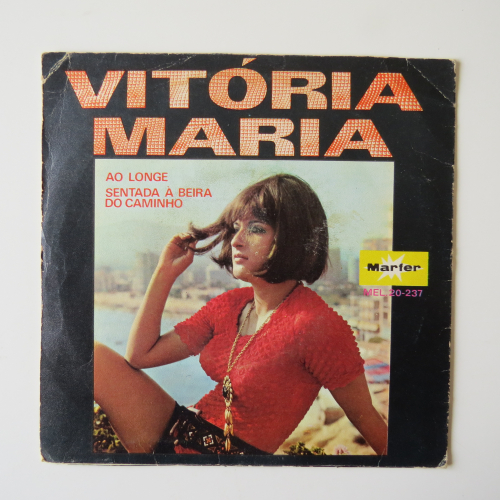 VITÓRIA
MARIA
AO LONGE
SENTADA À BEIRA
DO CAMINHO
Marfer
MEL 20-237